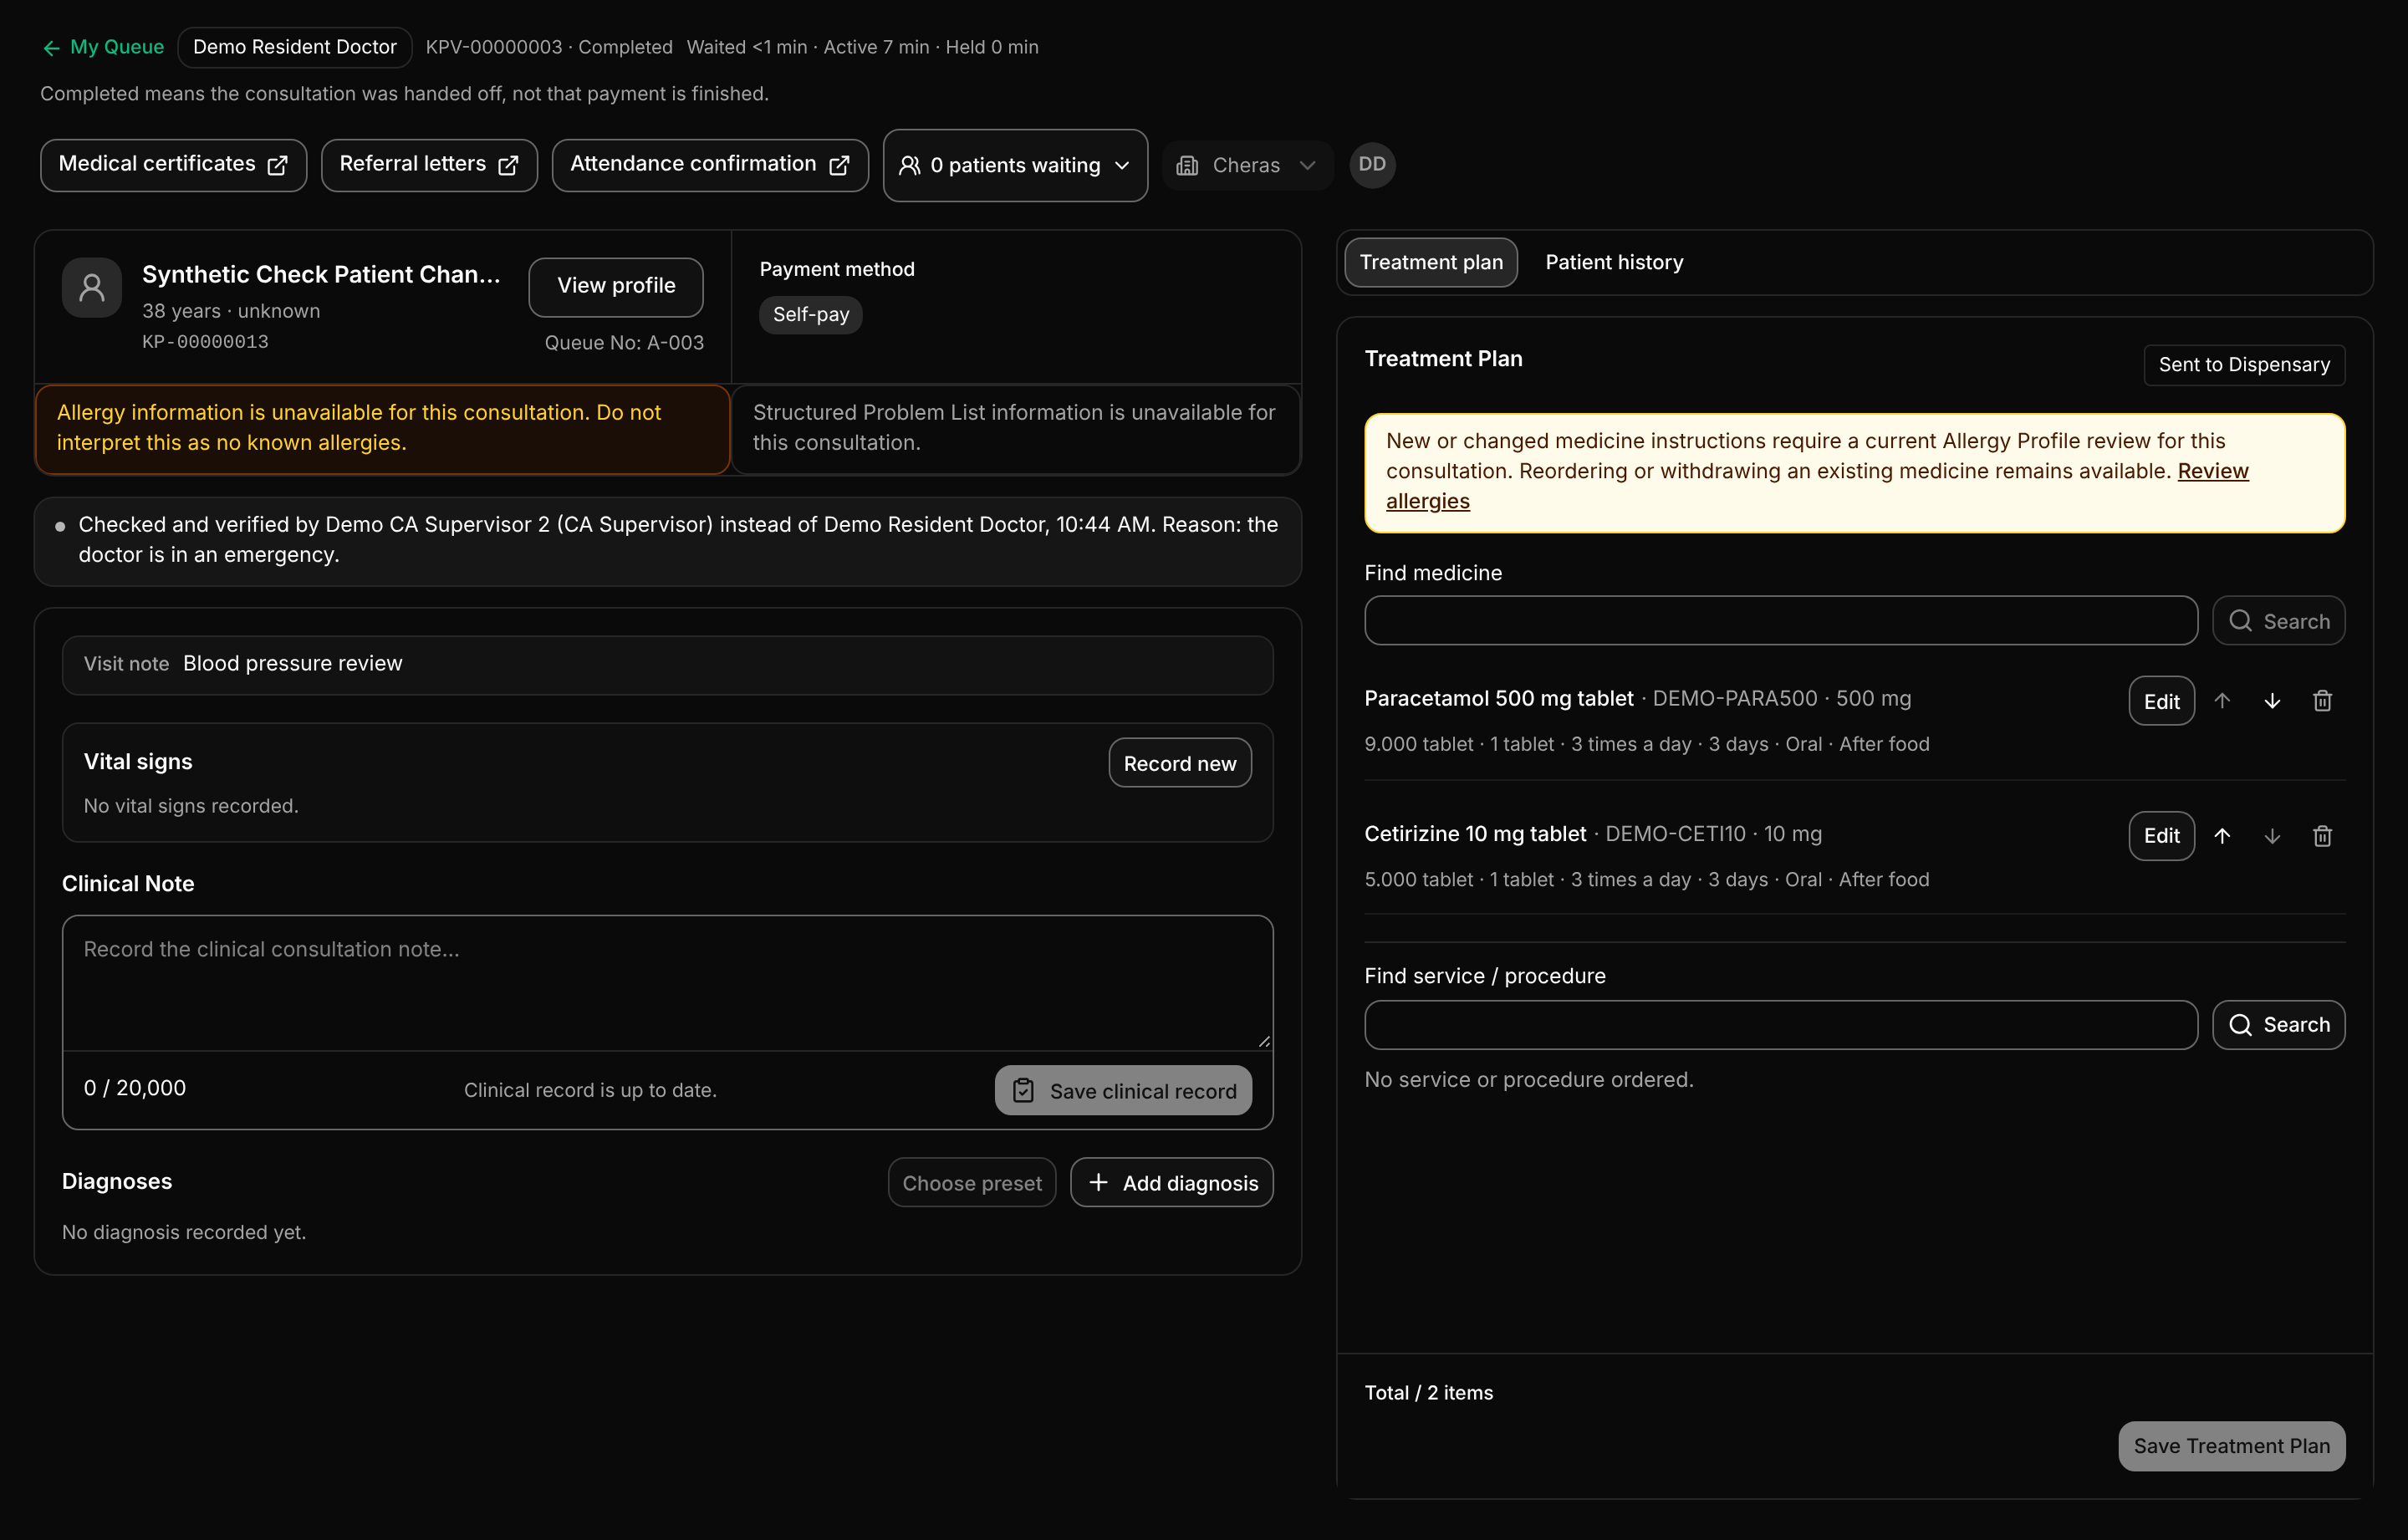 My Queue
Demo Resident Doctor
KPV-00000003 · Completed Waited <1 min · Active 7 min · Held 0 min
Completed means the consultation was handed off, not that payment is finished.
Medical certificates
Referral letters
Attendance confirmation
0 patients waiting
Cheras
DD
Synthetic Check Patient Chan...
38 years · unknown
KP-00000013
View profile
Queue No: A-003
Payment method
Self-pay
Allergy information is unavailable for this consultation. Do not
interpret this as no known allergies.
Structured Problem List information is unavailable for
this consultation.
Checked and verified by Demo CA Supervisor 2 (CA Supervisor) instead of Demo Resident Doctor, 10:44 AM. Reason: the
doctor is in an emergency.
Visit note Blood pressure review
Vital signs
Record new
No vital signs recorded.
Clinical Note
Record the clinical consultation note...
0 / 20,000
Clinical record is up to date.
Save clinical record
Diagnoses
Choose preset
Add diagnosis
No diagnosis recorded yet.
Treatment plan
Patient history
Treatment Plan
Sent to Dispensary
New or changed medicine instructions require a current Allergy Profile review for this
consultation. Reordering or withdrawing an existing medicine remains available. Review
allergies
Find medicine
Search
Paracetamol 500 mg tablet · DEMO-PARA500 · 500 mg
Edit
9.000 tablet · 1 tablet · 3 times a day · 3 days · Oral · After food
Cetirizine 10 mg tablet · DEMO-CETI10 · 10 mg
Edit
5.000 tablet · 1 tablet · 3 times a day · 3 days · Oral · After food
Find service / procedure
Search
No service or procedure ordered.
Total / 2 items
Save Treatment Plan